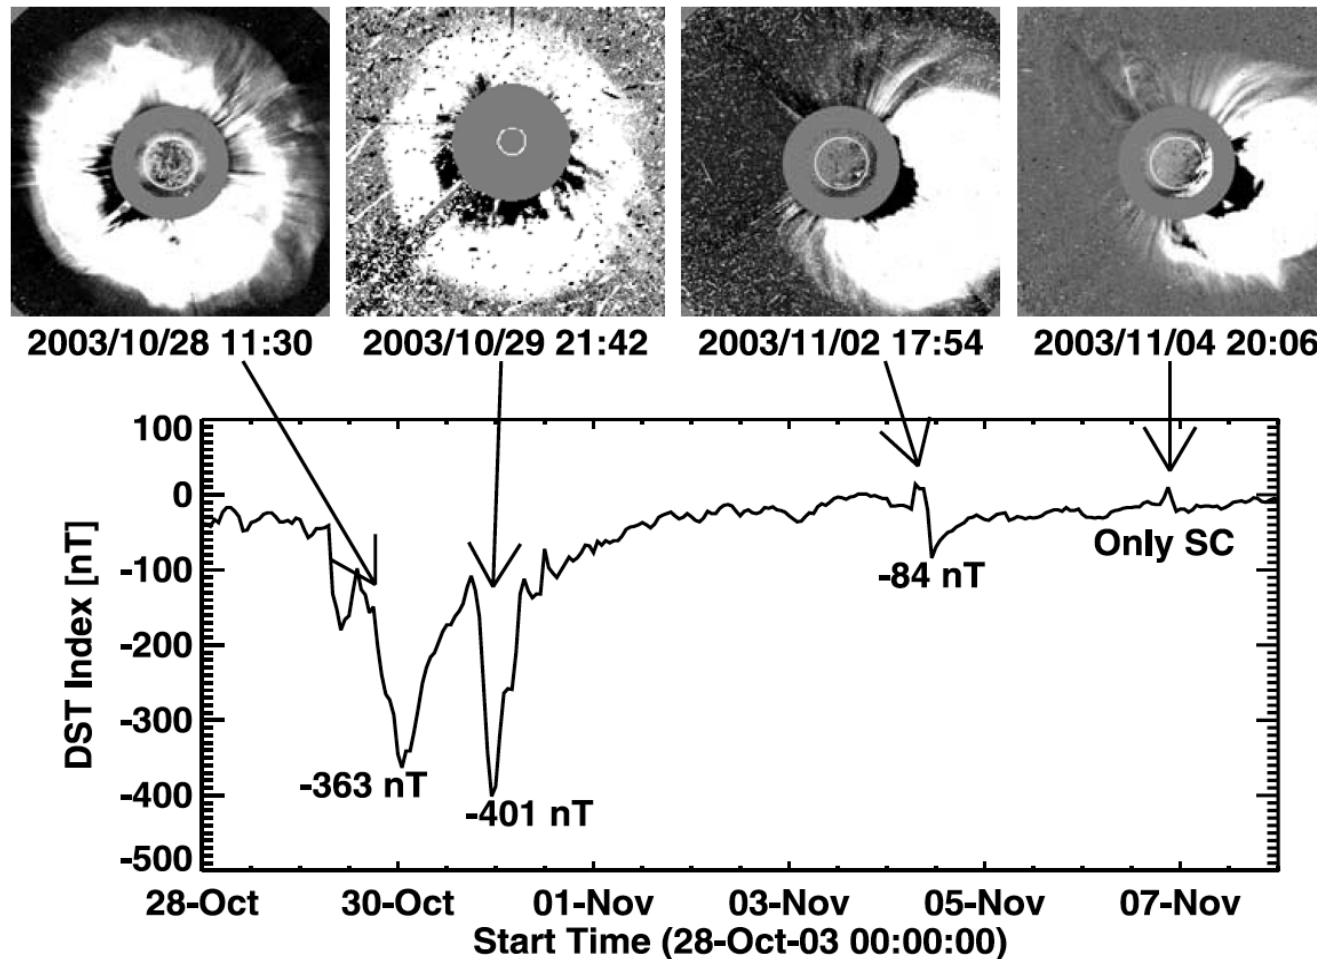 2003/10/28 11:30
2003/10/29 21:42
2003/11/02 17:54
2003/11/04 20:06
100
0
-100
-200
-300
-400
-500
DST Index [nT]
-363 nT
-401 nT
-84 nT
Only SC
28-Oct
30-Oct
01-Nov
03-Nov
05-Nov
07-Nov
Start Time (28-Oct-03 00:00:00)